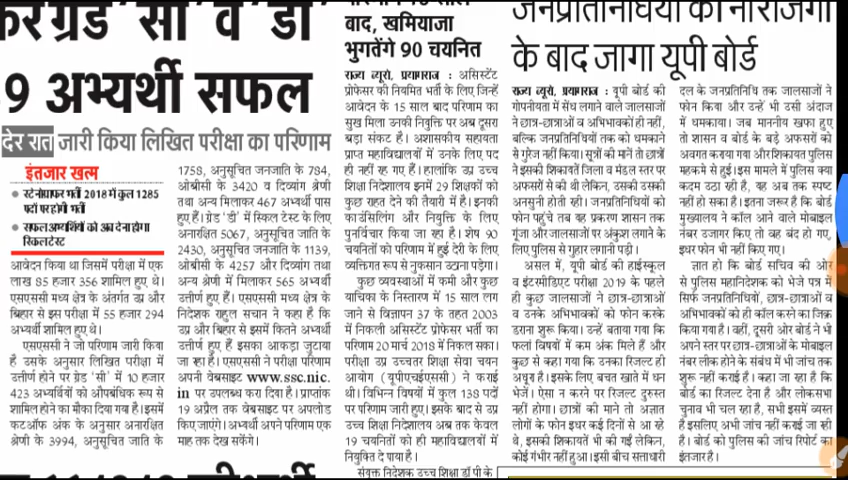 करग्रेड 'सी' व 'डी'
9 अभ्यर्थी सफल
देर रात जारी किया लिखित परीक्षा का परिणाम
इंतजार खत्म
स्टेनोग्राफर भर्ती 2018 में कुल 1285
पदों पर होगी भर्ती
सफल अभ्यर्थियों को अब देना होगा
स्किल टेस्ट
आवेदन किया था जिसमें परीक्षा में एक
लाख 85 हजार 356 शामिल हुए थे।
एसएससी मध्य क्षेत्र के अंतर्गत उप्र और
बिहार से इस परीक्षा में 55 हजार 294
अभ्यर्थी शामिल हुए थे।
एसएससी ने जो परिणाम जारी किया
है उसके अनुसार लिखित परीक्षा में
उत्तीर्ण होने पर ग्रेड 'सी' में 10 हजार
423 अभ्यर्थियों को औपबंधिक रूप से
शामिल होने का मौका दिया गया है। इसमें
कटऑफ अंक के अनुसार अनारक्षित
श्रेणी के 3994, अनुसूचित जाति के
1758, अनुसूचित जनजाति के 784,
ओबीसी के 3420 व दिव्यांग श्रेणी
तथा अन्य मिलाकर 467 अभ्यर्थी पास
हुए हैं। ग्रेड 'डी' में स्किल टेस्ट के लिए
अनारक्षित 5067, अनुसूचित जाति के
2430, अनुसूचित जनजाति के 1139,
ओबीसी के 4257 और दिव्यांग तथा
अन्य श्रेणी में मिलाकर 565 अभ्यर्थी
उत्तीर्ण हुए हैं। एसएससी मध्य क्षेत्र के
निदेशक राहुल सचान ने कहा है कि
उप्र और बिहार से इसमें कितने अभ्यर्थी
उत्तीर्ण हुए हैं इसका आकड़ा जुटाया
जा रहा है। एसएससी ने परीक्षा परिणाम
अपनी वेबसाइट www.ssc.nic.
in पर उपलब्ध करा दिया है। प्राप्तांक
19 अप्रैल तक वेबसाइट पर अपलोड
किए जाएंगे। अभ्यर्थी अपने परिणाम एक
माह तक देख सकेंगे।
वाद, खमियाजा
भुगतेंगे 90 चयनित
राज्य ब्यूरो, प्रयागराज : असिस्टेंट
प्रोफेसर की नियमित भर्ती के लिए जिन्हें
आवेदन के 15 साल बाद परिणाम का
सुख मिला उनकी नियुक्ति पर अब दूसरा
बड़ा संकट है। अशासकीय सहायता
प्राप्त महाविद्यालयों में उनके लिए पद
ही नहीं रह गए हैं। हालांकि उप्र उच्च
शिक्षा निदेशालय इनमें 29 शिक्षकों को
कुछ राहत देने की तैयारी में है। इनकी
काउंसिलिंग और नियुक्ति के लिए
पुनर्विचार किया जा रहा है। शेष 90
चयनितों को परिणाम में हुई देरी के लिए
व्यक्तिगत रूप से नुकसान उठाना पड़ेगा।
कुछ व्यवस्थाओं में कमी और कुछ
याचिका के निस्तारण में 15 साल लग
जाने से विज्ञापन 37 के तहत 2003
में निकली असिस्टेंट प्रोफेसर भर्ती का
परिणाम 20 मार्च 2018 में निकल सका।
परीक्षा उप्र उच्चतर शिक्षा सेवा चयन
आयोग (यूपीएचईएससी) ने कराई
थी। विभिन्न विषयों में कुल 138 पदों
पर परिणाम जारी हुए। इसके बाद से उप्र
उच्च शिक्षा निदेशालय अब तक केवल
19 चयनितों को ही महाविद्यालयों में
नियुक्ति दे पाया है।
संयुक्त निदेशक उच्च शिक्षा डॉ पी के
जनप्रतिनिधियों की नाराजगी
के बाद जागा यूपी बोर्ड
राज्य ब्यूरो, प्रयागराज : यूपी बोर्ड की
गोपनीयता में सेंध लगाने वाले जालसाजों
ने छात्र-छात्राओं व अभिभावकों ही नहीं,
बल्कि जनप्रतिनिधियों तक को धमकाने
से गुरेज नहीं किया। सूत्रों की मानें तो छात्रों
ने इसकी शिकायतें जिला व मंडल स्तर पर
अफसरों से की थी लेकिन, उसकी उसकी
अनसुनी होती रही। जनप्रतिनिधियों को
फोन पहुंचे तब वह प्रकरण शासन तक
गूंजा और जालसाजों पर अंकुश लगाने के
लिए पुलिस से गुहार लगानी पड़ी।
असल में, यूपी बोर्ड की हाईस्कूल
व इंटरमीडिएट परीक्षा 2019 के पहले
ही कुछ जालसाजों ने छात्र-छात्राओं
व उनके अभिभावकों को फोन करके
डराना शुरू किया। उन्हें बताया गया कि
फलां विषयों में कम अंक मिले हैं और
कुछ से कहा गया कि उनका रिजल्ट ही
अधूरा है। इसके लिए बचत खाते में धन
भेजें। ऐसा न करने पर रिजल्ट दुरुस्त
नहीं होगा। छात्रों की मानें तो अज्ञात
लोगों के फोन इधर कई दिनों से आ रहे
थे, इसकी शिकायतें भी की गईं लेकिन,
कोई गंभीर नहीं हुआ। इसी बीच सत्ताधारी
दल के जनप्रतिनिधि तक जालसाजों ने
फोन किया और उन्हें भी उसी अंदाज
में धमकाया। जब माननीय खफा हुए
तो शासन व बोर्ड के बड़े अफसरों को
अवगत कराया गया और शिकायत पुलिस
महकमे से हुई। इस मामले में पुलिस क्या
कदम उठा रही है, यह अब तक स्पष्ट
नहीं हो सका है। इतना जरूर है कि बोर्ड
मुख्यालय ने कॉल आने वाले मोबाइल
नंबर उजागर किए तो वह बंद हो गए,
इधर फोन भी नहीं किए गए।
ज्ञात हो कि बोर्ड सचिव की ओर
से पुलिस महानिदेशक को भेजे पत्र में
सिर्फ जनप्रतिनिधियों, छात्र-छात्राओं व
अभिभावकों को ही कॉल करने का जिक्र
किया गया है। वहीं, दूसरी ओर बोर्ड ने भी
अपने स्तर पर छात्र-छात्राओं के मोबाइल
नंबर लीक होने के संबंध में भी जांच तक
शुरू नहीं कराई है। कहा जा रहा है कि
बोर्ड का रिजल्ट देना है और लोकसभा
चुनाव भी चल रहा है, सभी इसमें व्यस्त
हैं इसलिए अभी जांच नहीं कराई जा रही
है। बोर्ड को पुलिस की जांच रिपोर्ट का
इंतजार है।